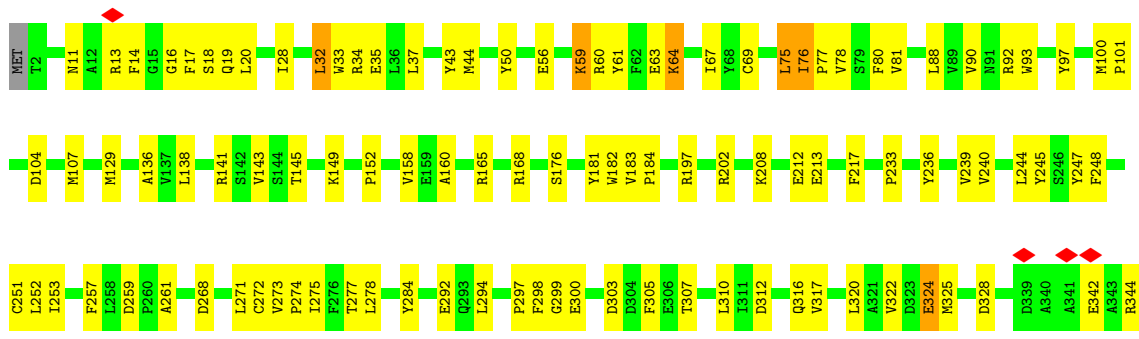 MET T2 N11 A12 R13 F14 G15 G16 F17 S18 Q19 L20 I28 L32 W33 R34 E35 L36 L37 Y43 M44 Y50 E56 K59 R60 Y61 F62 E63 K64 I67 Y68 C69 L75 I76 P77 V78 S79 F80 V81 L88 V89 V90 N91 R92 W93 Y97 M100 P101
D104 M107 M129 A136 V137 L138 R141 S142 V143 S144 T145 K149 P152 V158 E159 A160 R165 R168 S176 Y181 W182 V183 P184 R197 R202 K208 E212 E213 F217 P233 Y236 V239 V240 L244 Y245 S246 Y247 F248
C251 L252 I253 F257 L258 D259 P260 A261 D268 L271 C272 V273 P274 I275 F276 T277 L278 Y284 E292 Q293 L294 P297 F298 G299 E300 D303 D304 F305 E306 T307 L310 I311 D312 Q316 V317 L320 A321 V322 D323 E324 M325 D328 D339 A340 A341 E342 A343 R344